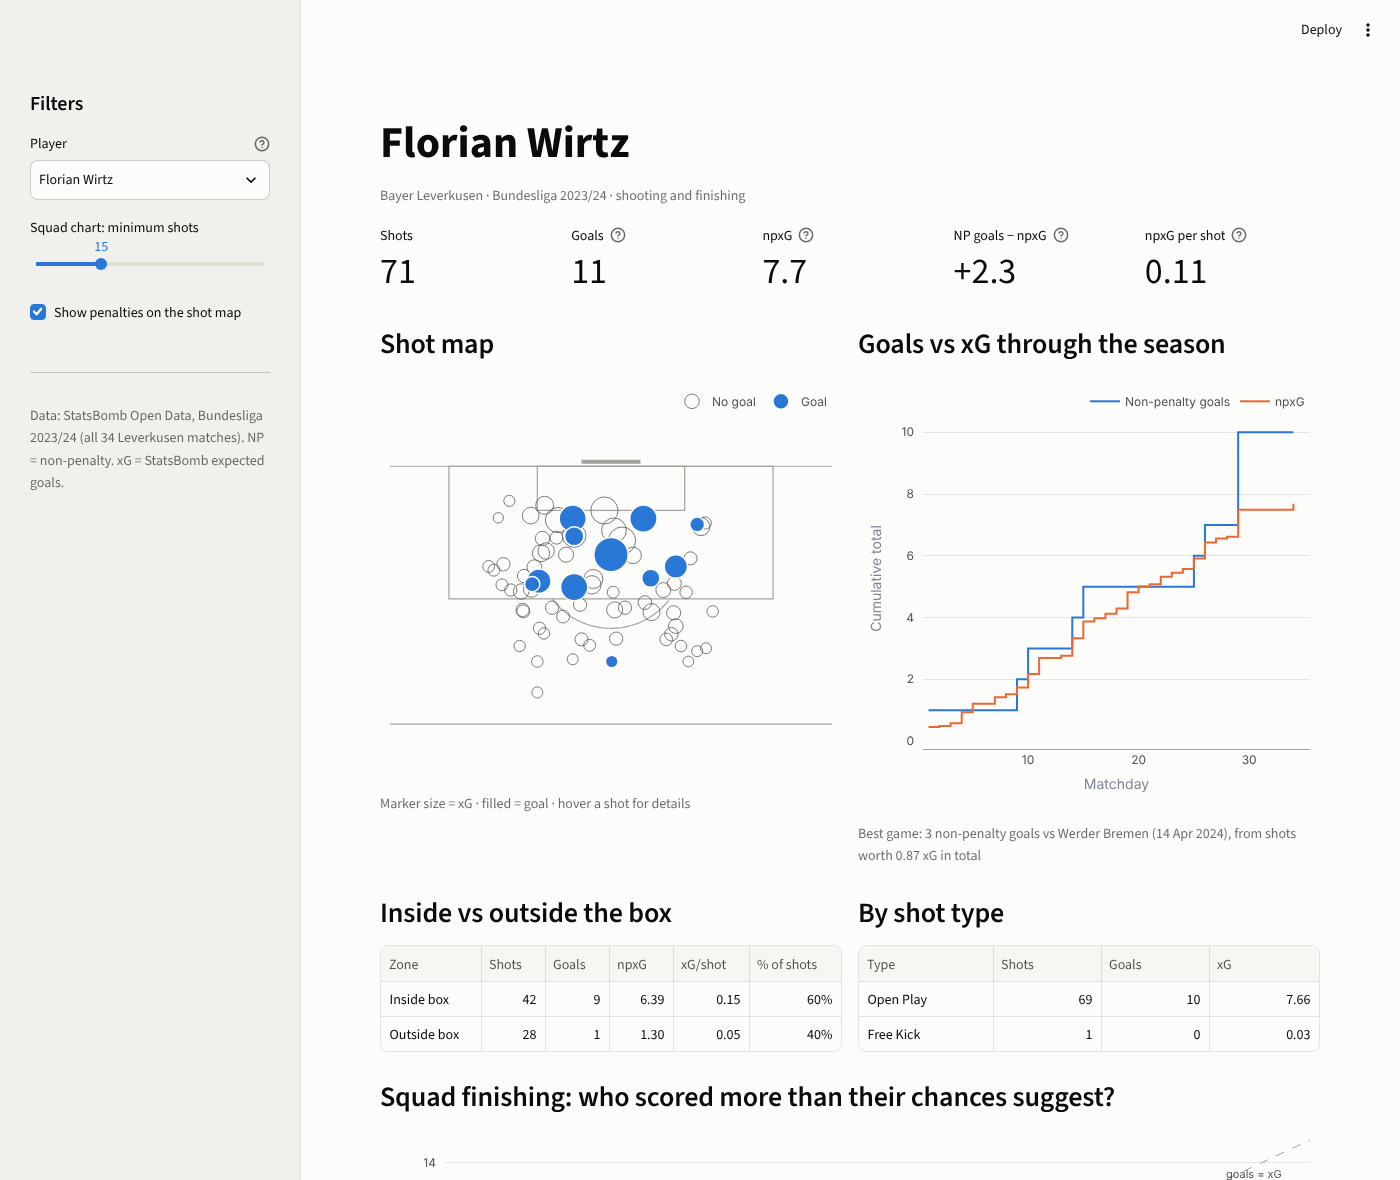 Deploy
Filters
Player
Florian Wirtz
Squad chart: minimum shots
15
Show penalties on the shot map
Data: StatsBomb Open Data, Bundesliga
2023/24 (all 34 Leverkusen matches). NP
= non-penalty. xG = StatsBomb expected
goals.
Florian Wirtz
Bayer Leverkusen · Bundesliga 2023/24 · shooting and finishing
Shots
71
Goals
11
npxG
7.7
NP goals − npxG
+2.3
npxG per shot
0.11
Shot map
No goal Goal
Marker size = xG · filled = goal · hover a shot for details
Goals vs xG through the season
Non-penalty goals npxG
10
8
6
4
2
0
Cumulative total
10 20 30
Matchday
Best game: 3 non-penalty goals vs Werder Bremen (14 Apr 2024), from shots
worth 0.87 xG in total
Inside vs outside the box
Zone Shots Goals npxG xG/shot % of shots
Inside box 42 9 6.39 0.15 60%
Outside box 28 1 1.30 0.05 40%
By shot type
Type Shots Goals xG
Open Play 69 10 7.66
Free Kick 1 0 0.03
Squad finishing: who scored more than their chances suggest?
14
goals = xG